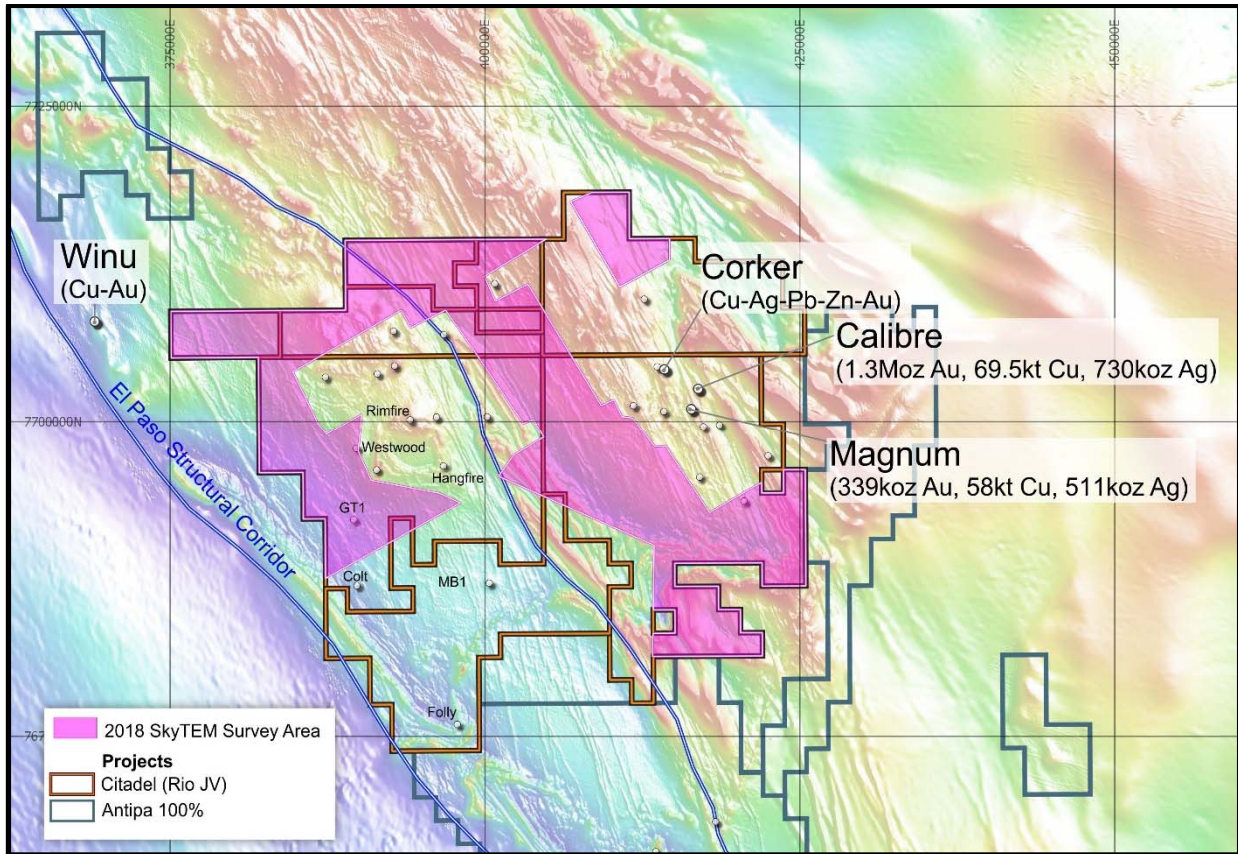 375000E
400000E
425000E
450000E
7725000N
Winu
(Cu-Au)
Corker
(Cu-Ag-Pb-Zn-Au)
Calibre
(1.3Moz Au, 69.5kt Cu, 730koz Ag)
7700000N
Rimfire
Westwood
Hangfire
Magnum
(339koz Au, 58kt Cu, 511koz Ag)
El Paso Structural Corridor
GT1
Colt
MB1
Folly
767
2018 SkyTEM Survey Area
Projects
Citadel (Rio JV)
Antipa 100%